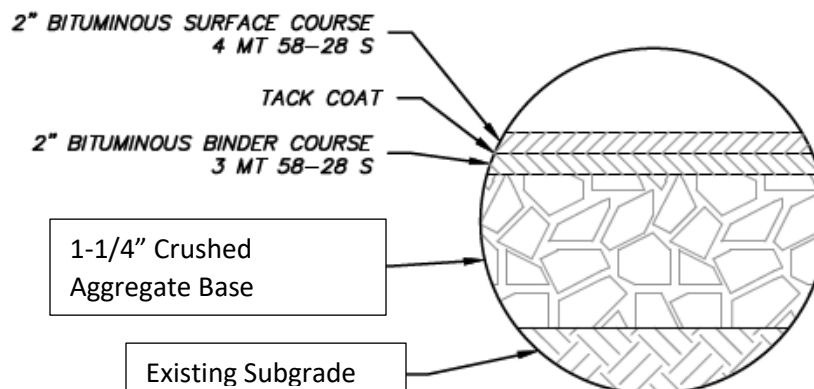 2" BITUMINOUS SURFACE COURSE
4 MT 58-28 S
TACK COAT
2" BITUMINOUS BINDER COURSE
3 MT 58-28 S
1-1/4” Crushed
Aggregate Base
Existing Subgrade